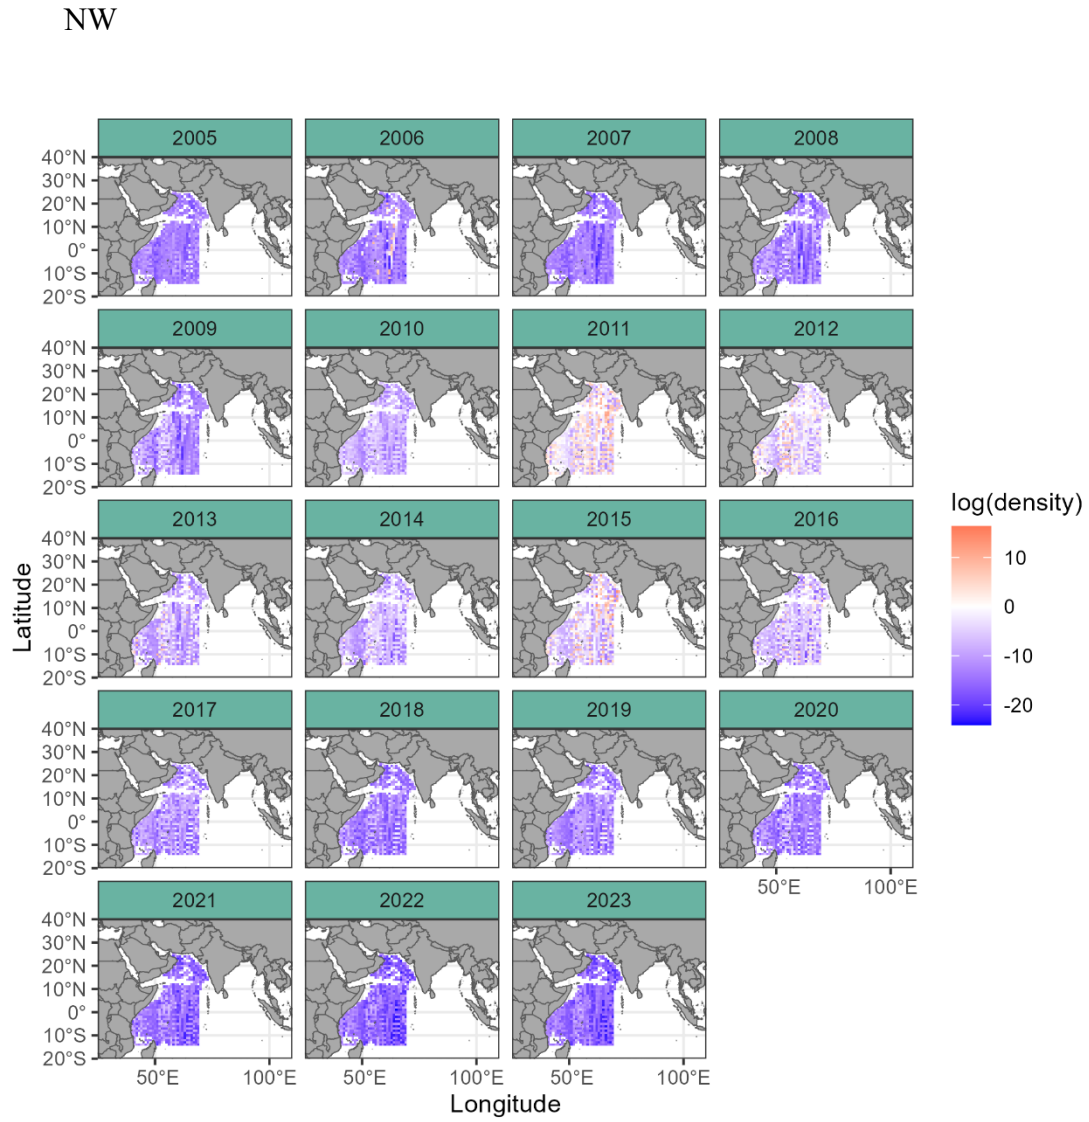 NW
2005 2006 2007 2008
40°N
30°N
20°N
10°N
0°
10°S
20°S
2009 2010 2011 2012
40°N
30°N
20°N
10°N
0°
10°S
20°S
log(density)
10
0
-10
-20
2013 2014 2015 2016
Latitude
40°N
30°N
20°N
10°N
0°
10°S
20°S
2017 2018 2019 2020
40°N
30°N
20°N
10°N
0°
10°S
20°S
50°E 100°E
2021 2022 2023
40°N
30°N
20°N
10°N
0°
10°S
20°S
50°E 100°E 50°E 100°E 50°E 100°E
Longitude